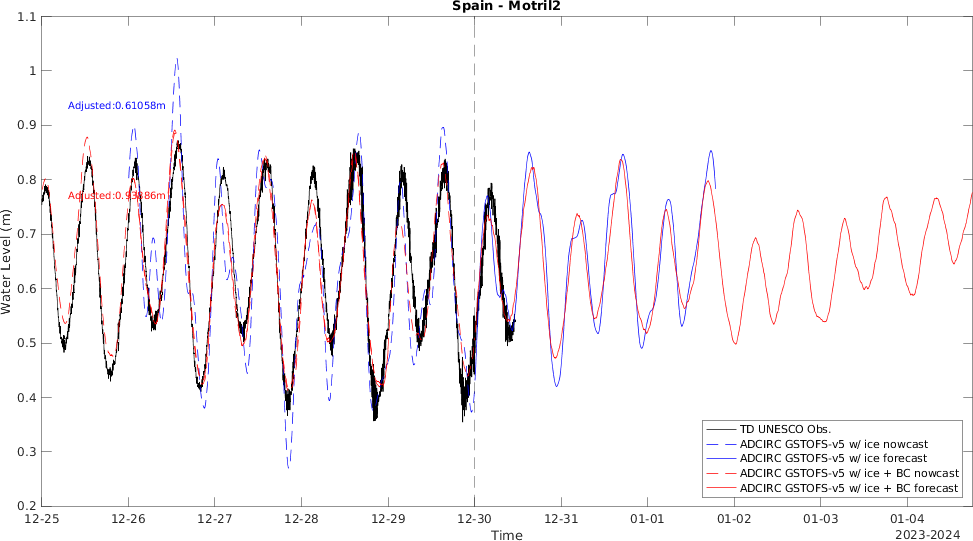 Spain - Motril2
1.1
1
0.9
0.8
0.7
0.6
0.5
0.4
0.3
0.2
Water Level (m)
Adjusted:0.61058m
Adjusted:0.93886m
TD UNESCO Obs.
ADCIRC GSTOFS-v5 w/ ice nowcast
ADCIRC GSTOFS-v5 w/ ice forecast
ADCIRC GSTOFS-v5 w/ ice + BC nowcast
ADCIRC GSTOFS-v5 w/ ice + BC forecast
12-25 12-26 12-27 12-28 12-29 12-30 12-31 01-01 01-02 01-03 01-04
Time
2023-2024